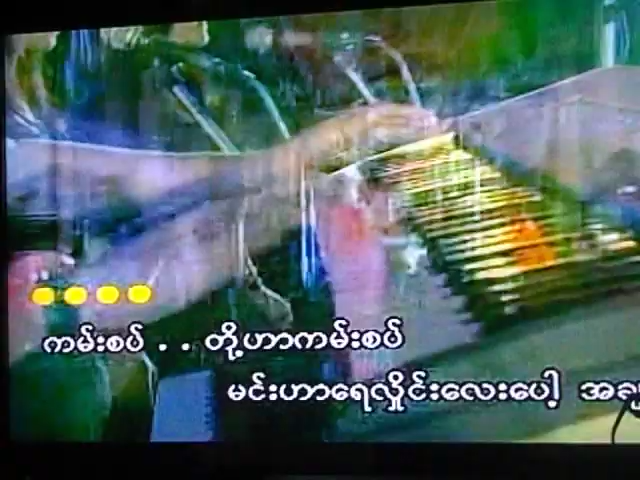 ကမ်းစပ် . . တို့ဟာကမ်းစပ်
မင်းဟာရေလှိုင်းလေးပေါ့